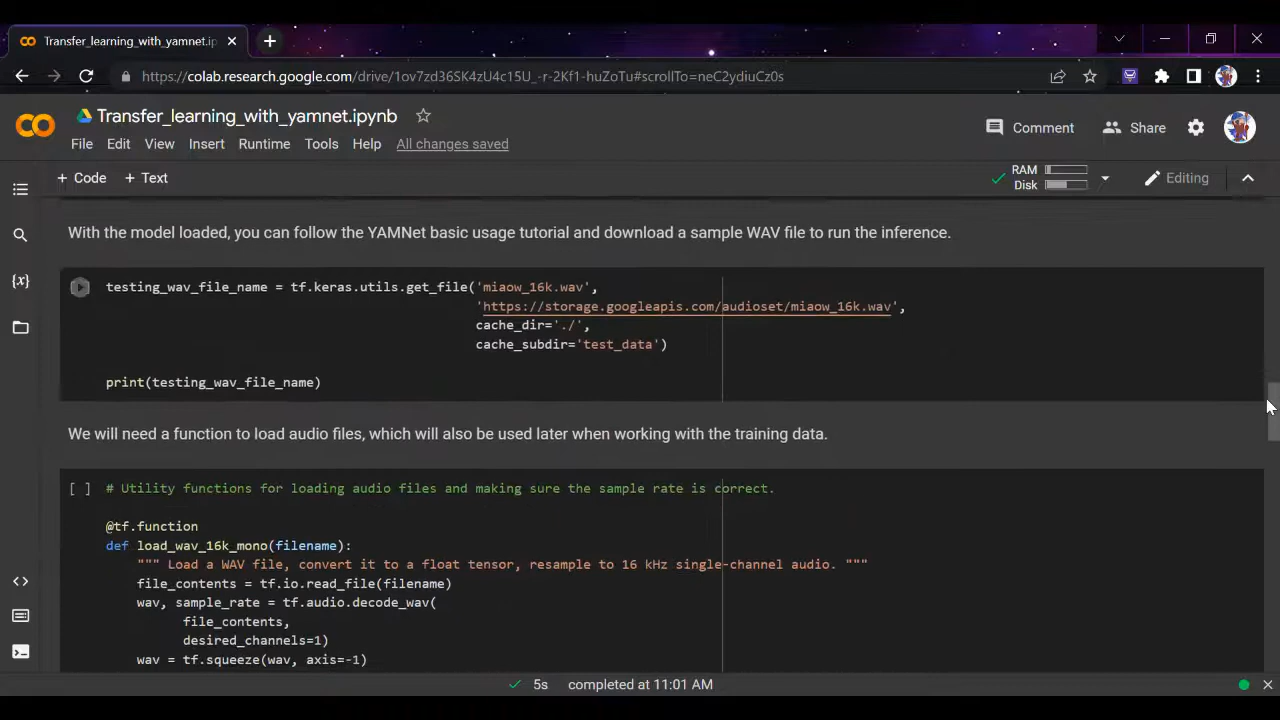 Transfer_learning_with_yamnet.ip
https://colab.research.google.com/drive/1ov7zd36SK4zU4c15U_-r-2Kf1-huZoTu#scrollTo=neC2ydiuCz0s
Transfer_learning_with_yamnet.ipynb
Comment
Share
File Edit View Insert Runtime Tools Help All changes saved
+ Code + Text
RAM
Disk
Editing
With the model loaded, you can follow the YAMNet basic usage tutorial and download a sample WAV file to run the inference.
testing_wav_file_name = tf.keras.utils.get_file('miaow_16k.wav',
'https://storage.googleapis.com/audioset/miaow_16k.wav',
cache_dir='./',
cache_subdir='test_data')
print(testing_wav_file_name)
We will need a function to load audio files, which will also be used later when working with the training data.
[ ] # Utility functions for loading audio files and making sure the sample rate is correct.
@tf.function
def load_wav_16k_mono(filename):
""" Load a WAV file, convert it to a float tensor, resample to 16 kHz single-channel audio. """
file_contents = tf.io.read_file(filename)
wav, sample_rate = tf.audio.decode_wav(
file_contents,
desired_channels=1)
wav = tf.squeeze(wav, axis=-1)
5s completed at 11:01 AM